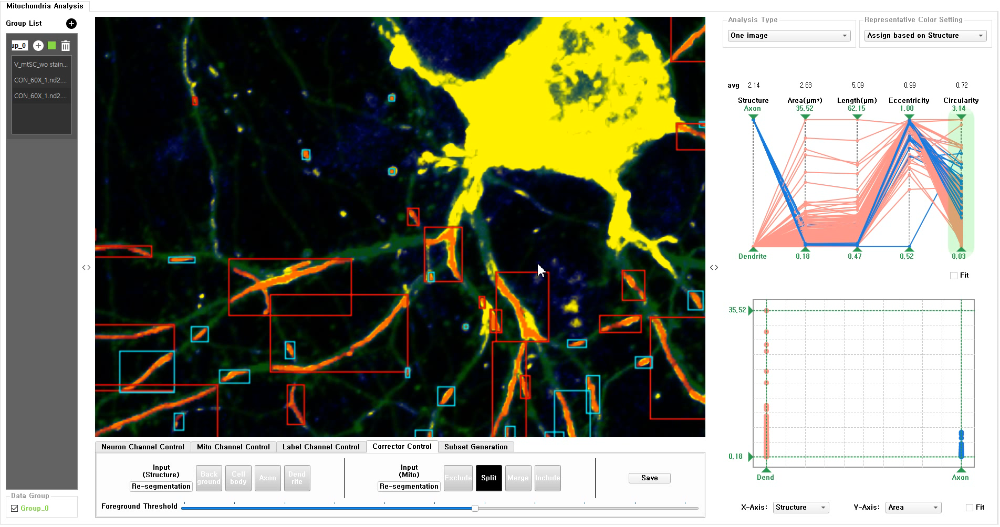 Mitochondria Analysis
Group List
up_0
V_mtSC_wo stain...
CON_60X_1.nd2....
CON_60X_1.nd2....
Data Group
Group_0
Neuron Channel Control
Mito Channel Control
Label Channel Control
Corrector Control
Subset Generation
Input
(Structure)
Re-segmentation
Back
ground
Cell
body
Axon
Dend
rite
Input
(Mito)
Re-segmentation
Exclude
Split
Merge
Include
Save
Foreground Threshold
Analysis Type
One image
Representative Color Setting
Assign based on Structure
avg 2,14 2,63 5,09 0,99 0,72
Structure Area(μm²) Length(μm) Eccentricity Circularity
Axon 35,52 62,15 1,00 3,14
Dendrite 0,18 0,47 0,52 0,03
Fit
35,52
0,18
Dend Axon
X-Axis: Structure Y-Axis: Area Fit